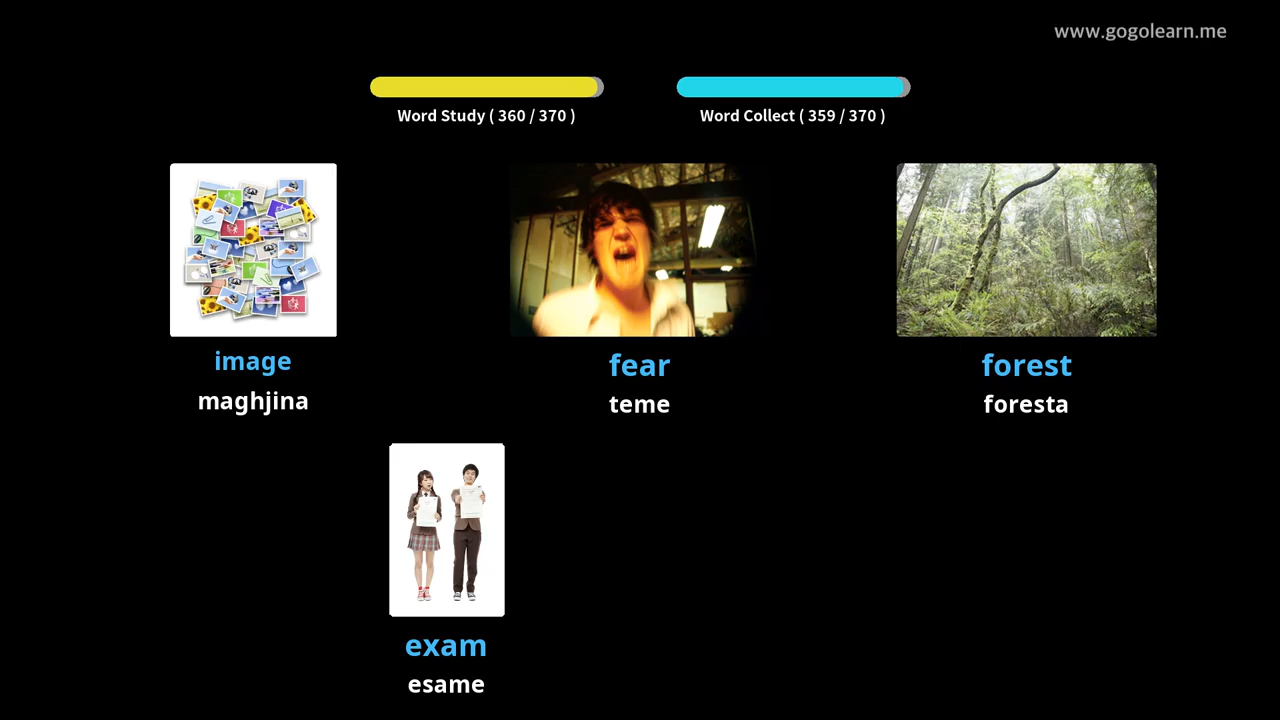 www.gogolearn.me
Word Study ( 360 / 370 )
Word Collect ( 359 / 370 )
image
maghjina
fear
teme
forest
foresta
exam
esame